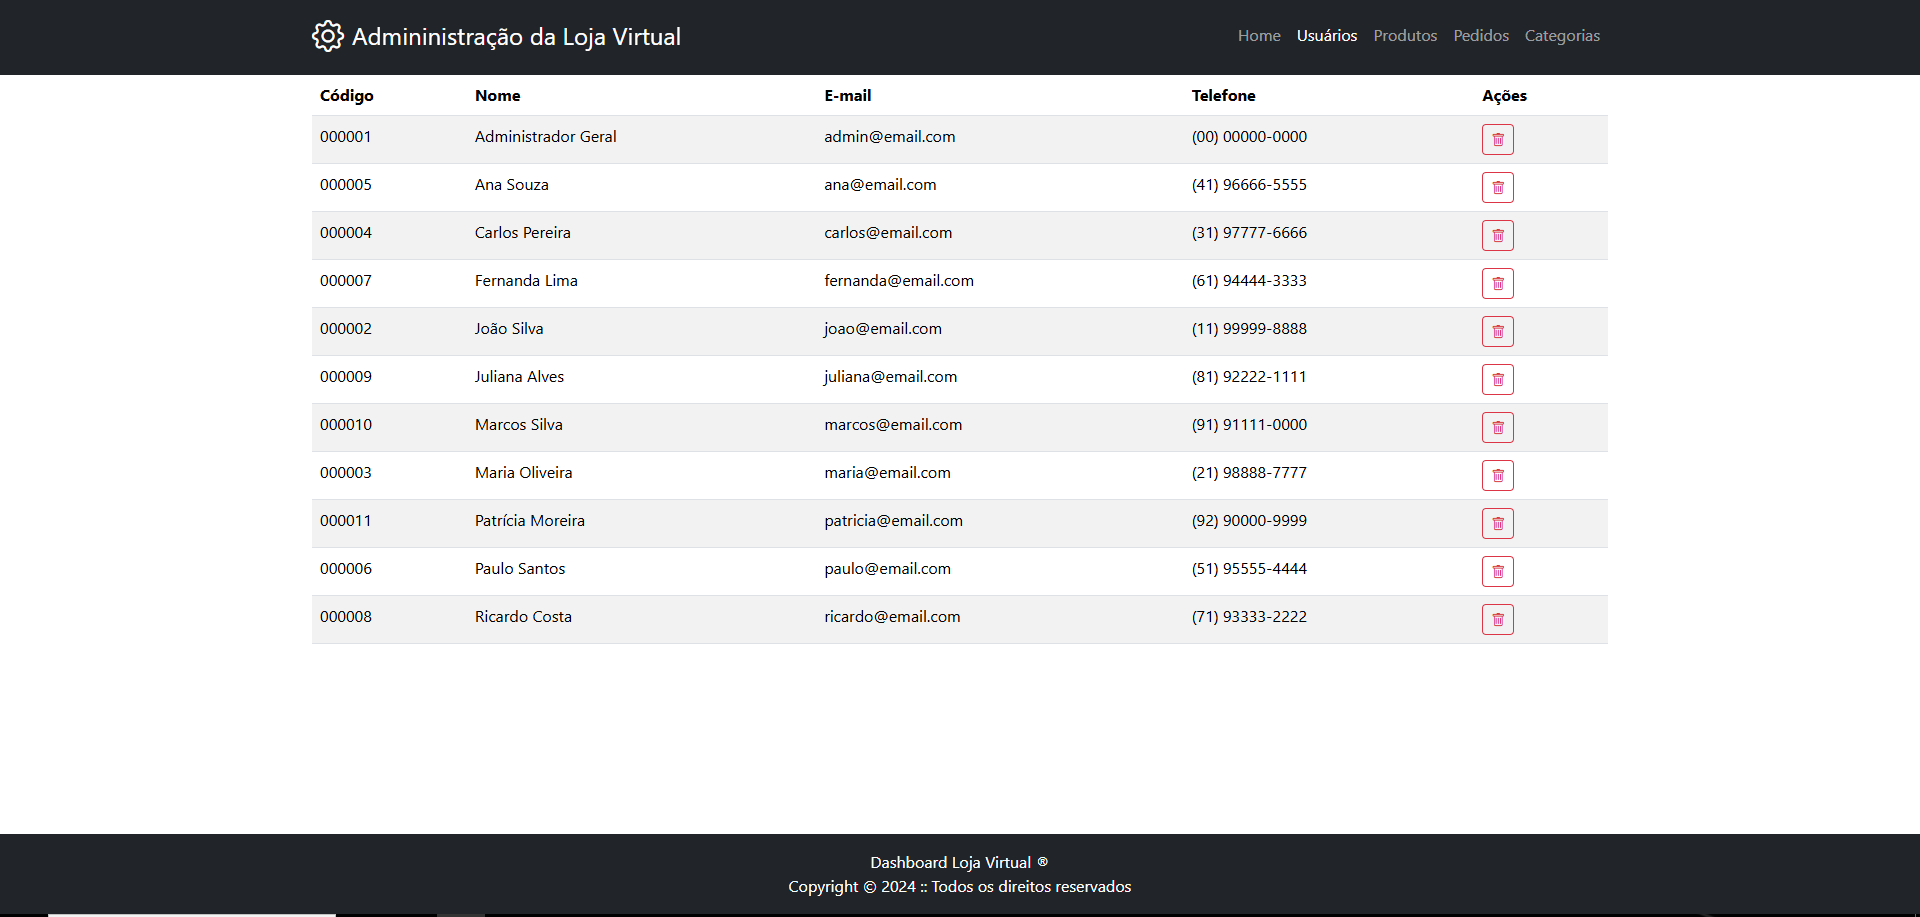 Admininistração da Loja Virtual Home Usuários Produtos Pedidos Categorias
Código Nome E-mail Telefone Ações
000001 Administrador Geral admin@email.com (00) 00000-0000
000005 Ana Souza ana@email.com (41) 96666-5555
000004 Carlos Pereira carlos@email.com (31) 97777-6666
000007 Fernanda Lima fernanda@email.com (61) 94444-3333
000002 João Silva joao@email.com (11) 99999-8888
000009 Juliana Alves juliana@email.com (81) 92222-1111
000010 Marcos Silva marcos@email.com (91) 91111-0000
000003 Maria Oliveira maria@email.com (21) 98888-7777
000011 Patrícia Moreira patricia@email.com (92) 90000-9999
000006 Paulo Santos paulo@email.com (51) 95555-4444
000008 Ricardo Costa ricardo@email.com (71) 93333-2222
Dashboard Loja Virtual ®
Copyright © 2024 :: Todos os direitos reservados